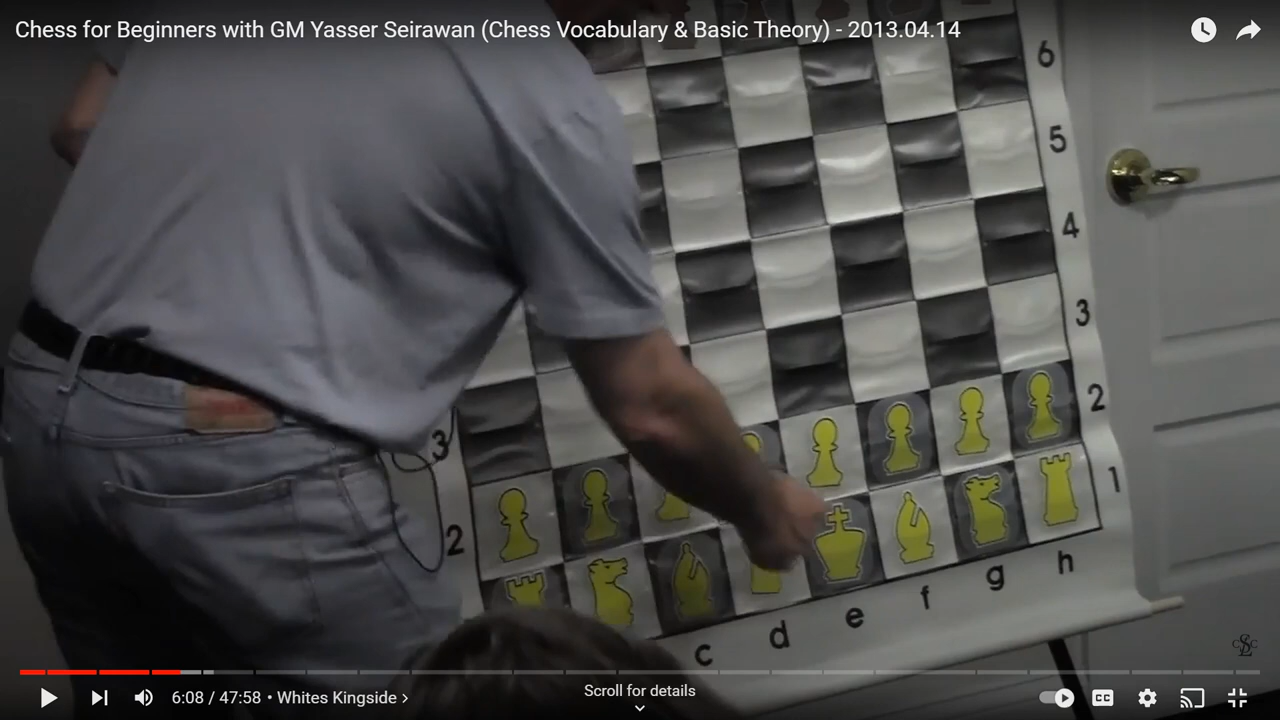 Chess for Beginners with GM Yasser Seirawan (Chess Vocabulary & Basic Theory) - 2013.04.14
6
5
4
3
2
1
3
2
c d e f g h
6:08 / 47:58 • Whites Kingside ›
Scroll for details
CC